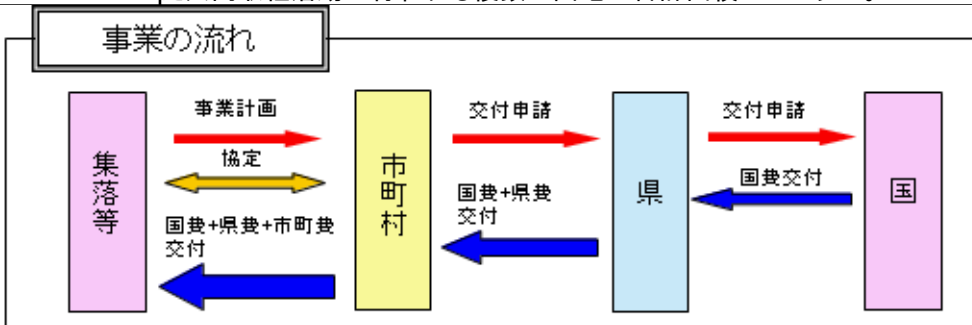 事業の流れ
集落等
事業計画
協定
国費+県費+市町費
交付
市町村
交付申請
国費+県費
交付
県
交付申請
国費交付
国